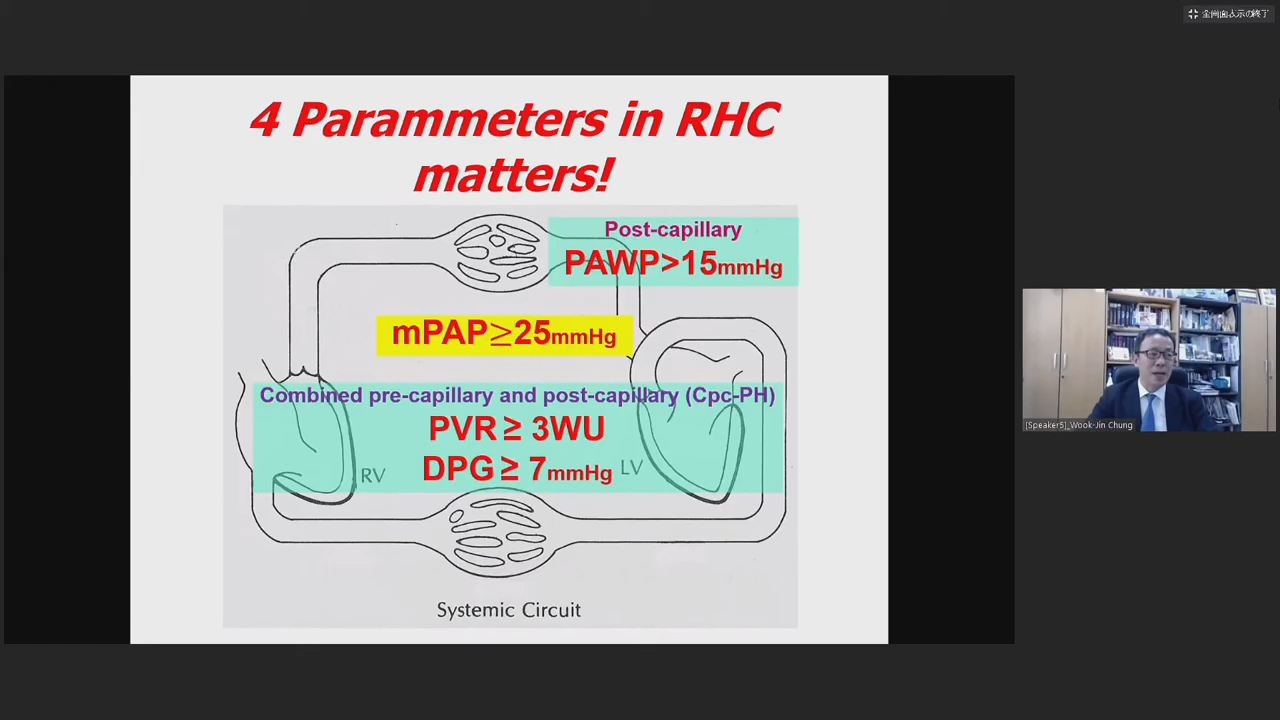 全画面表示の終了
4 Parammeters in RHC
matters!
Post-capillary
PAWP>15mmHg
mPAP≥25mmHg
Combined pre-capillary and post-capillary (Cpc-PH)
PVR ≥ 3WU
DPG ≥ 7mmHg
RV
LV
Systemic Circuit
[Speaker5]_Wook-Jin Chung